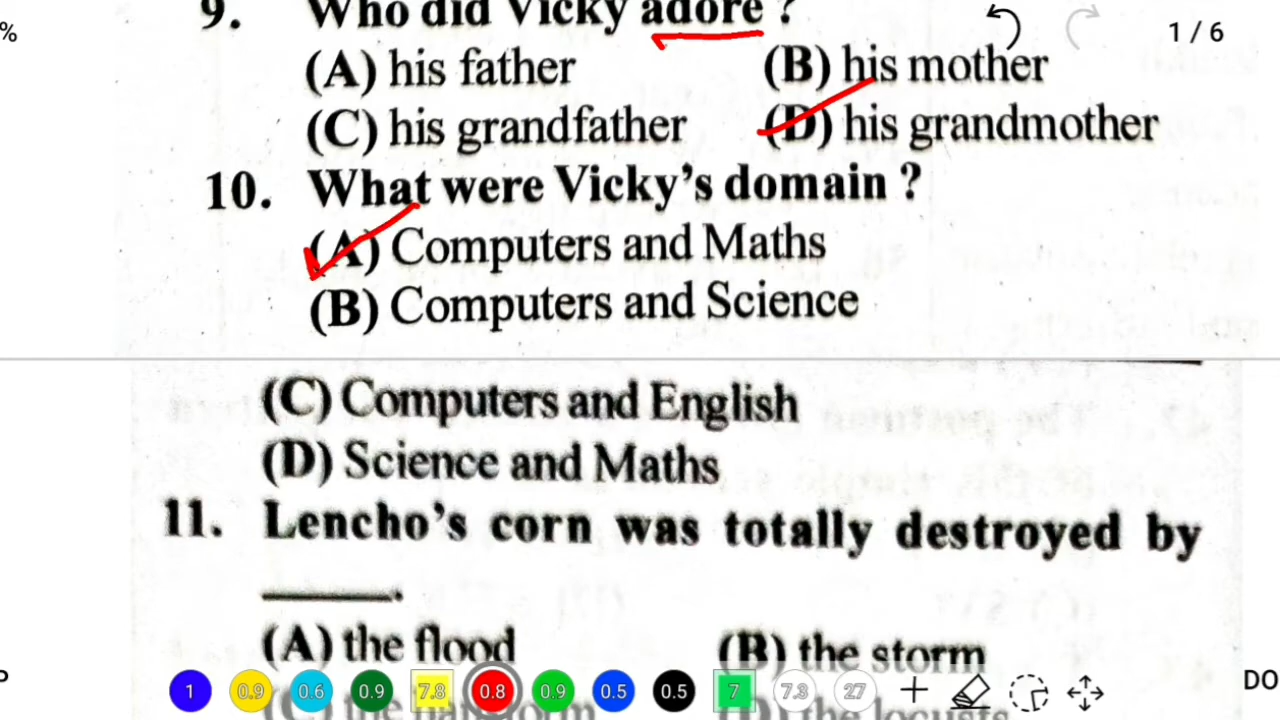 %
9. Who did Vicky adore ?
1 / 6
(A) his father (B) his mother
(C) his grandfather (D) his grandmother
10. What were Vicky's domain ?
(A) Computers and Maths
(B) Computers and Science
(C) Computers and English
(D) Science and Maths
11. Lencho's corn was totally destroyed by
______.
(A) the flood (B) the storm
1 0.9 0.6 0.9 7.8 0.8 0.9 0.5 0.5 7 7.3 27
DO
(C) the (D) the locusts